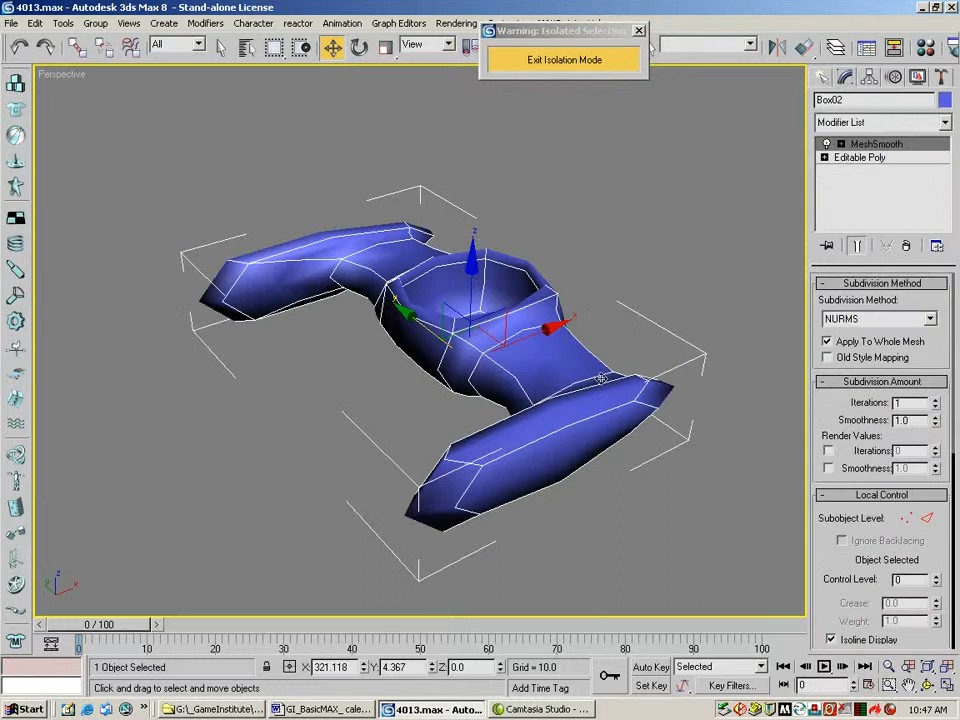 4013.max - Autodesk 3ds Max 8 - Stand-alone License
File Edit Tools Group Views Create Modifiers Character reactor Animation Graph Editors Rendering
Warning: Isolated Selection
Exit Isolation Mode
All
View
Perspective
z
x
y
Box02
Modifier List
MeshSmooth
Editable Poly
- Subdivision Method
Subdivision Method:
NURMS
Apply To Whole Mesh
Old Style Mapping
- Subdivision Amount
Iterations: 1
Smoothness: 1.0
Render Values:
Iterations: 0
Smoothness: 1.0
- Local Control
Subobject Level:
Ignore Backfacing
Object Selected
Control Level: 0
Crease: 0.0
Weight: 1.0
Isoline Display
z
y x
< 0 / 100 >
0 10 20 30 40 50 60 70 80 90 100
1 Object Selected
X: 321.118 Y: 4.367 Z: 0.0
Grid = 10.0
Auto Key Selected
Click and drag to select and move objects
Add Time Tag
Set Key Key Filters...
0
Start
»
G:\_GameInstitute\...
GI_BasicMAX_ cale...
4013.max - Auto...
Camtasia Studio - ...
10:47 AM